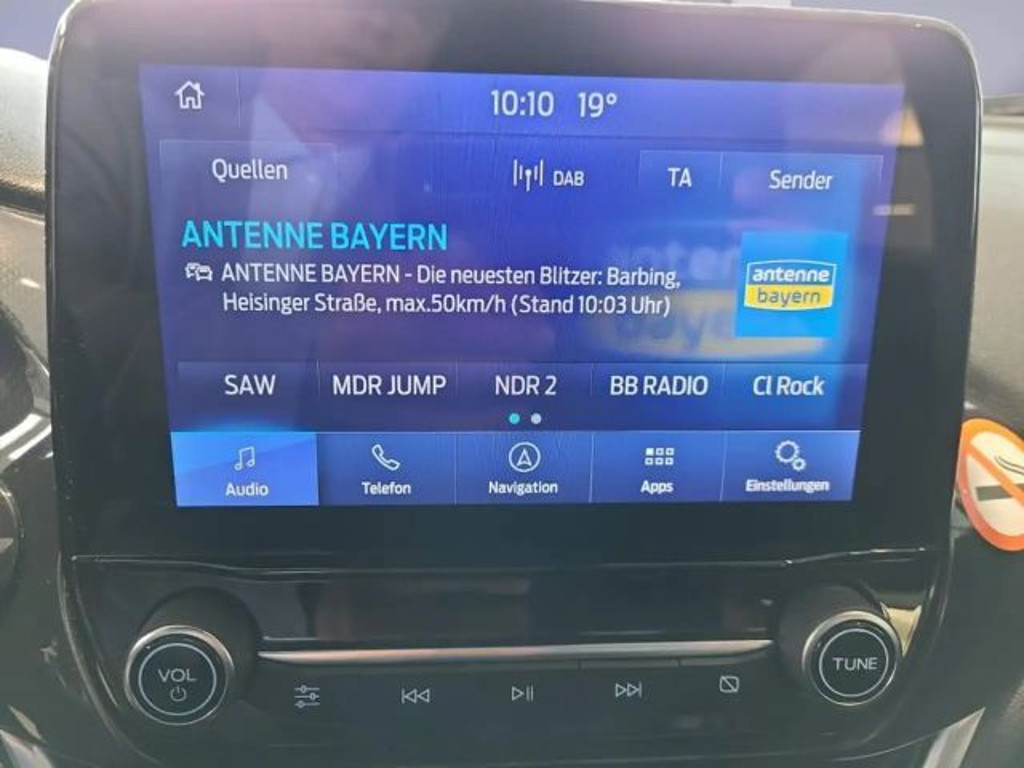 10:10 19°
Quellen
DAB
TA
Sender
ANTENNE BAYERN
ANTENNE BAYERN - Die neuesten Blitzer: Barbing,
Heisinger Straße, max.50km/h (Stand 10:03 Uhr)
antenne
bayern
SAW
MDR JUMP
NDR 2
BB RADIO
Cl Rock
Audio
Telefon
Navigation
Apps
Einstellungen
VOL
TUNE